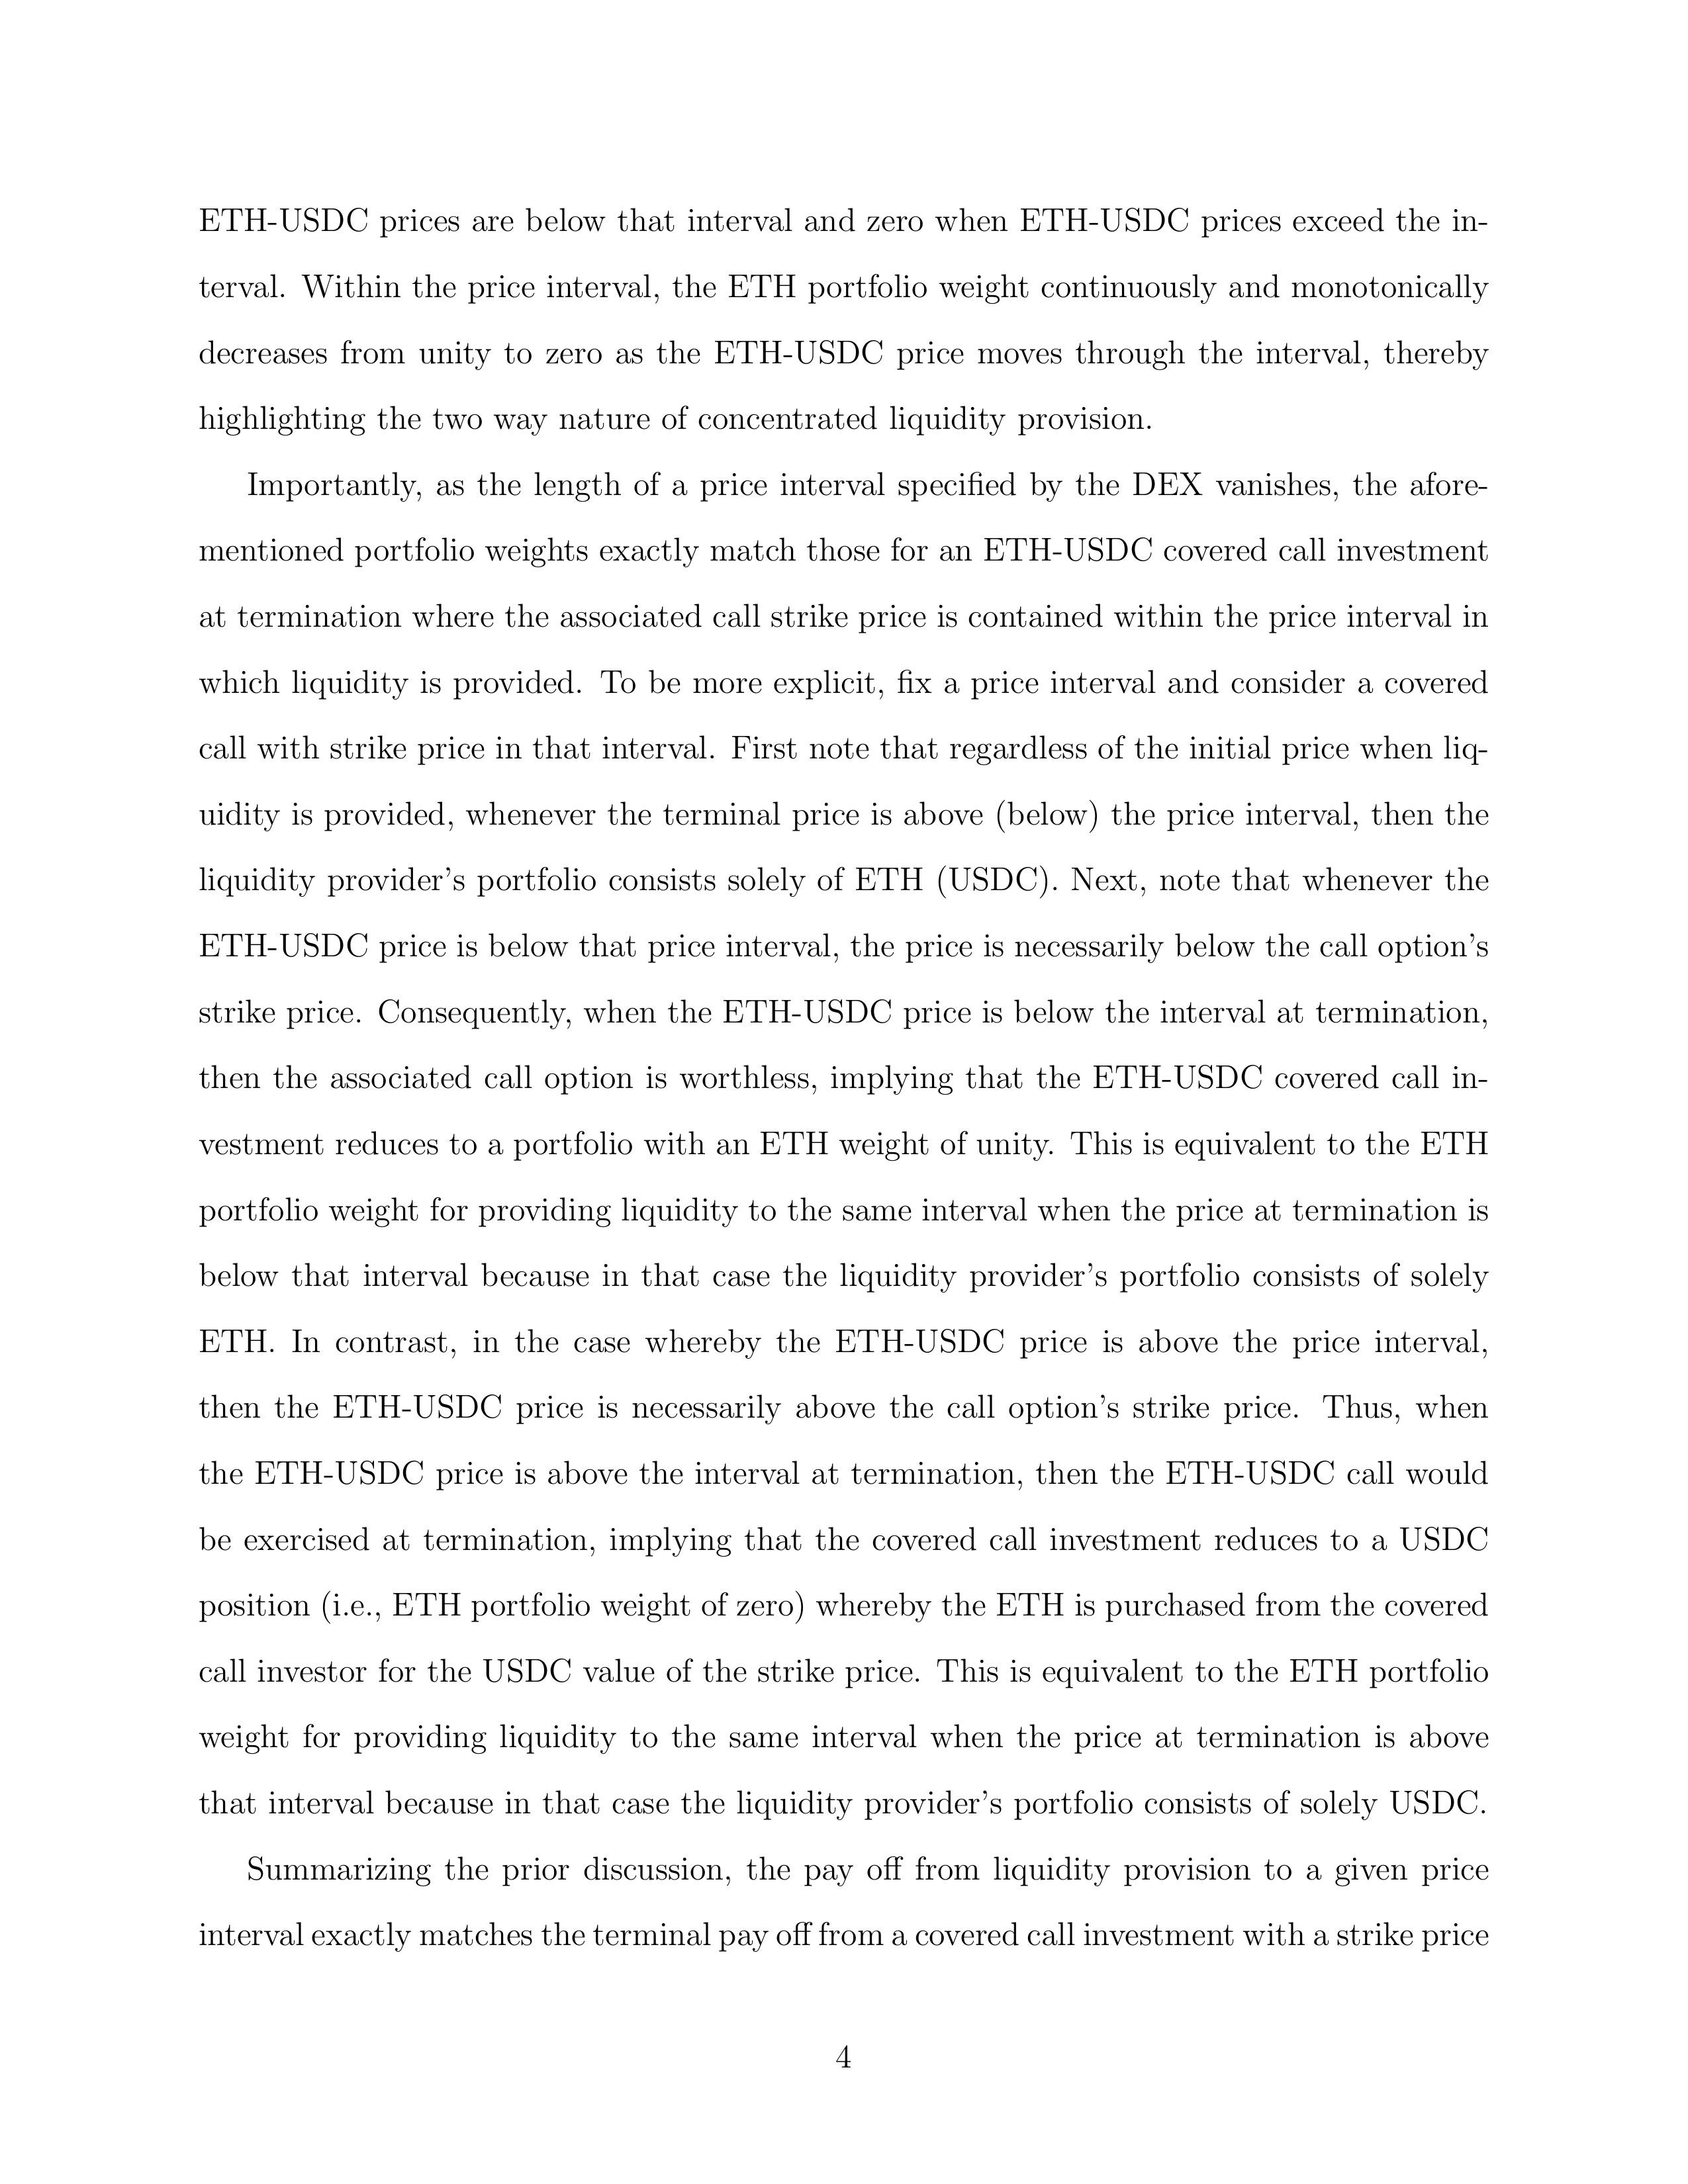 ETH-USDC prices are below that interval and zero when ETH-USDC prices exceed the in-
terval. Within the price interval, the ETH portfolio weight continuously and monotonically
decreases from unity to zero as the ETH-USDC price moves through the interval, thereby
highlighting the two way nature of concentrated liquidity provision.
Importantly, as the length of a price interval specified by the DEX vanishes, the afore-
mentioned portfolio weights exactly match those for an ETH-USDC covered call investment
at termination where the associated call strike price is contained within the price interval in
which liquidity is provided. To be more explicit, fix a price interval and consider a covered
call with strike price in that interval. First note that regardless of the initial price when liq-
uidity is provided, whenever the terminal price is above (below) the price interval, then the
liquidity provider's portfolio consists solely of ETH (USDC). Next, note that whenever the
ETH-USDC price is below that price interval, the price is necessarily below the call option's
strike price. Consequently, when the ETH-USDC price is below the interval at termination,
then the associated call option is worthless, implying that the ETH-USDC covered call in-
vestment reduces to a portfolio with an ETH weight of unity. This is equivalent to the ETH
portfolio weight for providing liquidity to the same interval when the price at termination is
below that interval because in that case the liquidity provider's portfolio consists of solely
ETH. In contrast, in the case whereby the ETH-USDC price is above the price interval,
then the ETH-USDC price is necessarily above the call option's strike price. Thus, when
the ETH-USDC price is above the interval at termination, then the ETH-USDC call would
be exercised at termination, implying that the covered call investment reduces to a USDC
position (i.e., ETH portfolio weight of zero) whereby the ETH is purchased from the covered
call investor for the USDC value of the strike price. This is equivalent to the ETH portfolio
weight for providing liquidity to the same interval when the price at termination is above
that interval because in that case the liquidity provider's portfolio consists of solely USDC.
Summarizing the prior discussion, the pay off from liquidity provision to a given price
interval exactly matches the terminal pay off from a covered call investment with a strike price
4